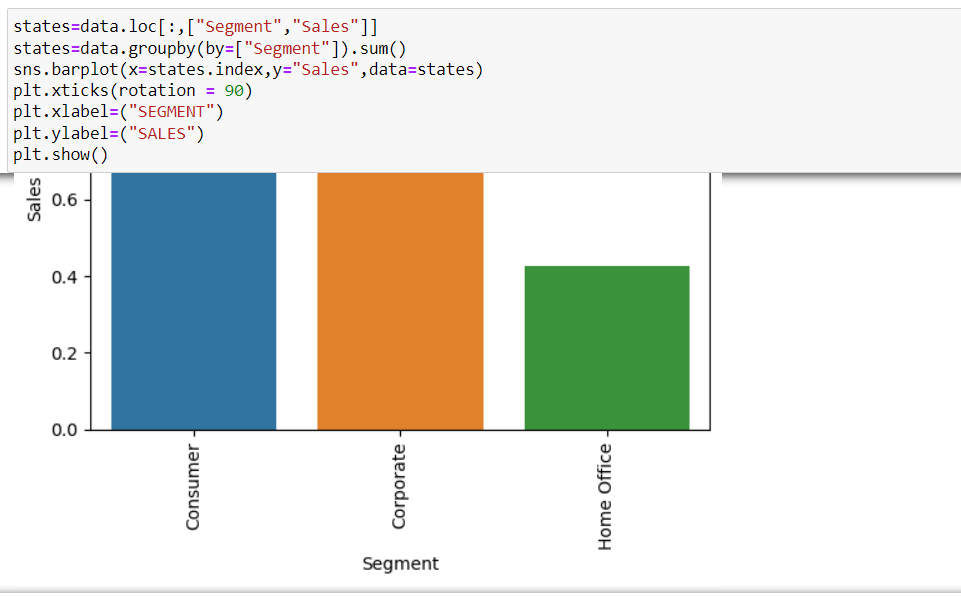 states=data.loc[:,["Segment","Sales"]]
states=data.groupby(by=["Segment"]).sum()
sns.barplot(x=states.index,y="Sales",data=states)
plt.xticks(rotation = 90)
plt.xlabel=("SEGMENT")
plt.ylabel=("SALES")
plt.show()
Sales
0.6
0.4
0.2
0.0
Consumer
Corporate
Home Office
Segment